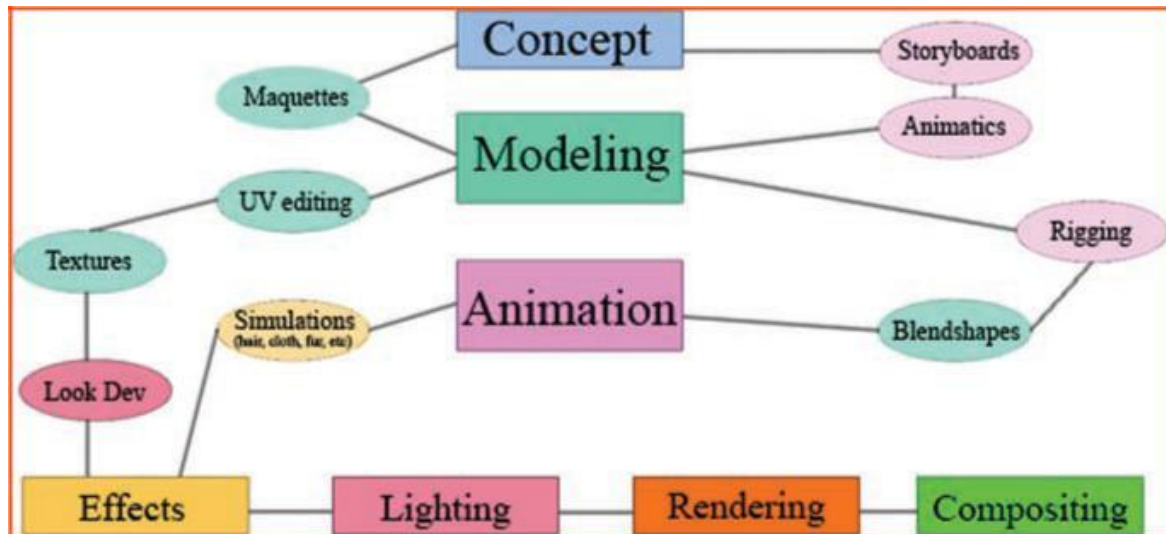 Concept
Storyboards
Maquettes
Animatics
Modeling
UV editing
Rigging
Textures
Simulations
(hair, cloth, fur, etc)
Animation
Blendshapes
Look Dev
Effects
Lighting
Rendering
Compositing